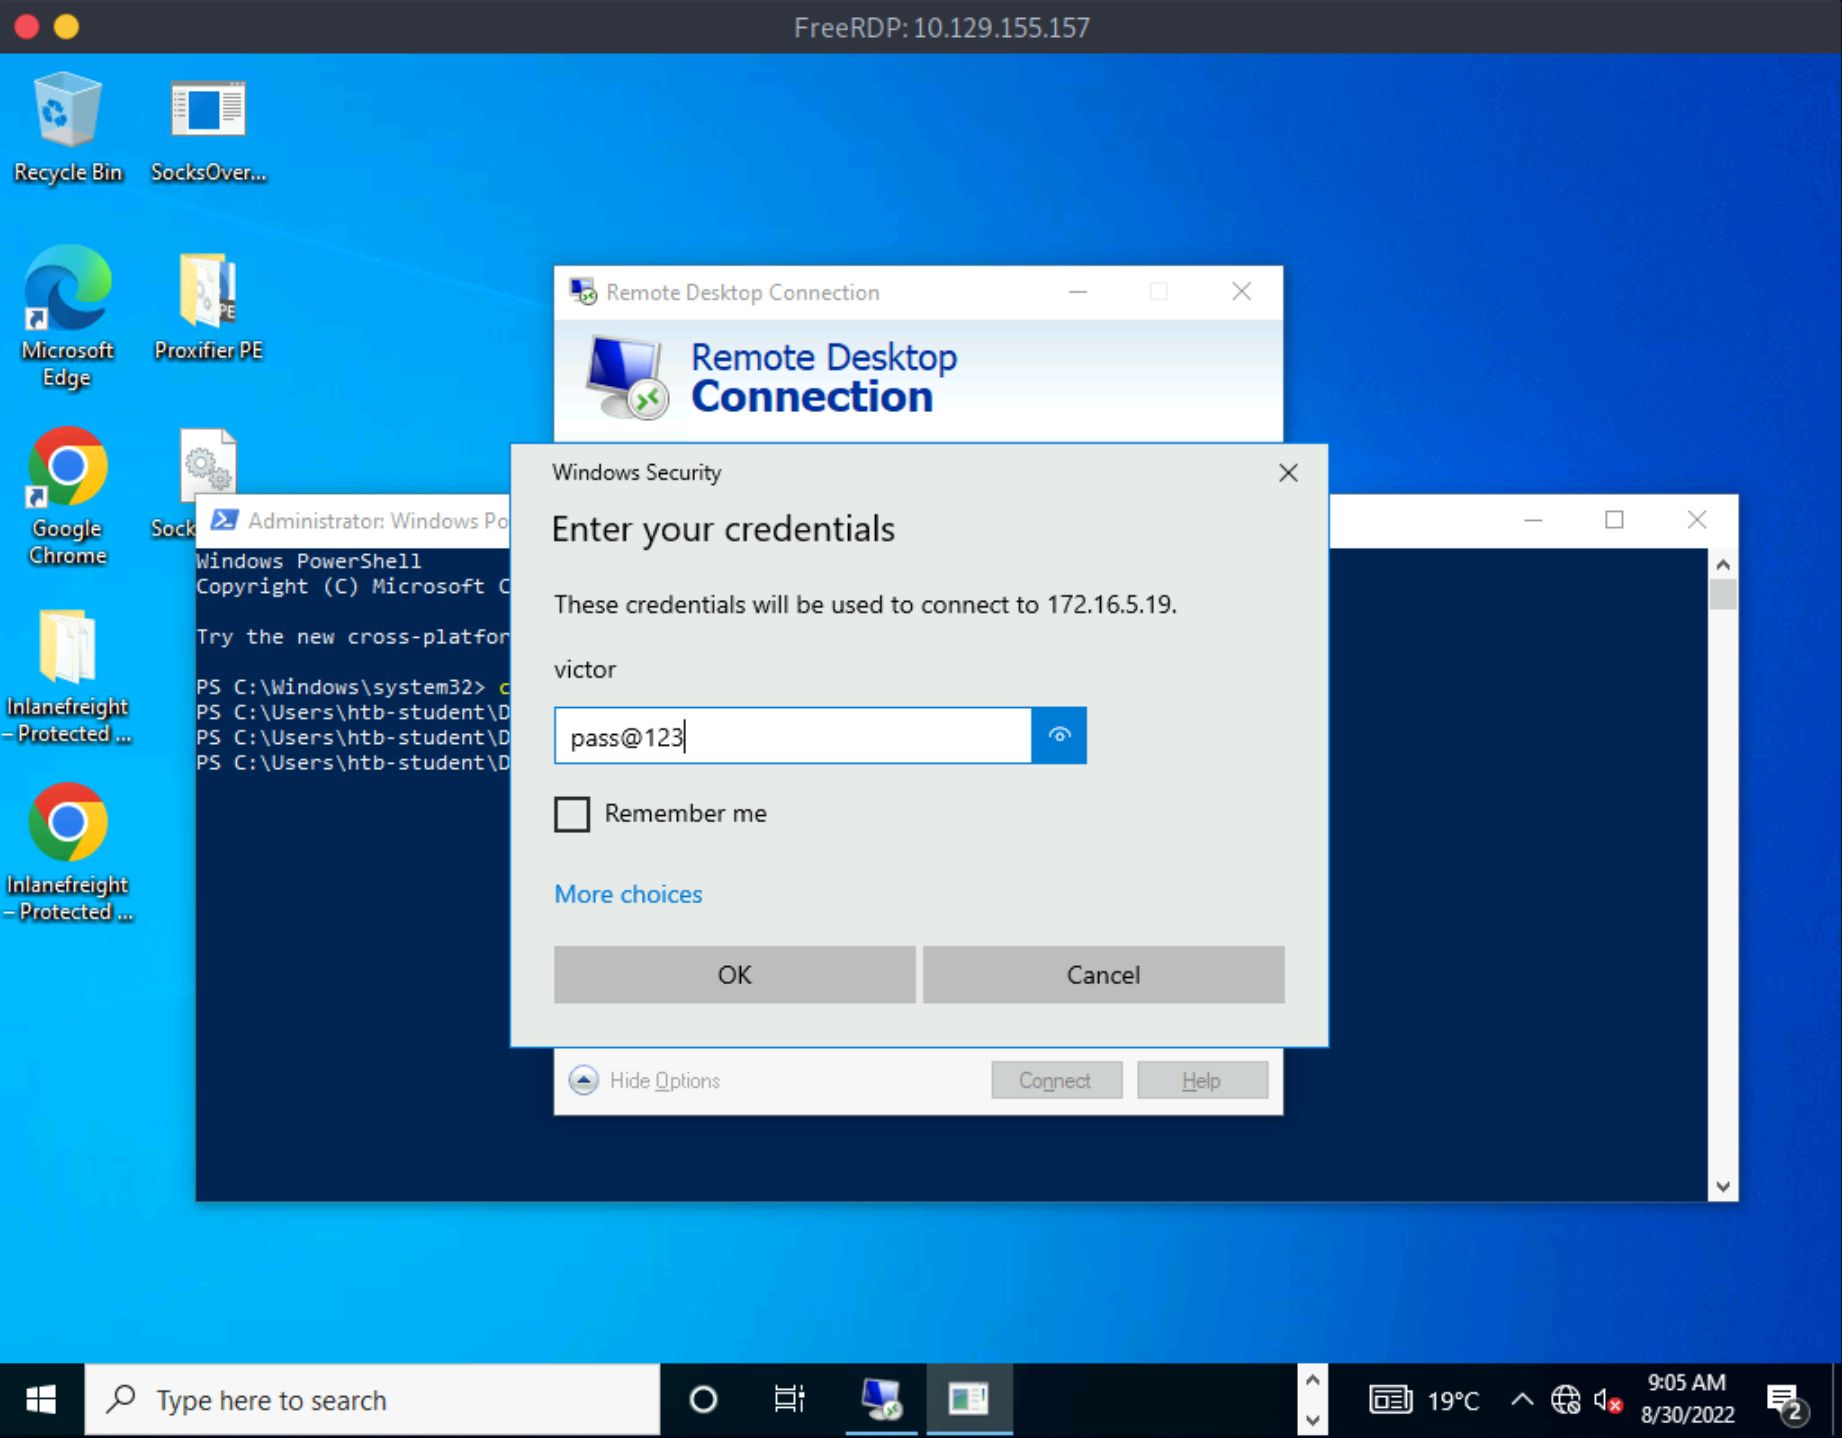 FreeRDP: 10.129.155.157
Recycle Bin
SocksOver...
Microsoft
Edge
Proxifier PE
Google
Chrome
Sock
Inlanefreight
– Protected ...
Inlanefreight
– Protected ...
Remote Desktop Connection
Remote Desktop
Connection
Administrator: Windows Po
Windows PowerShell
Copyright (C) Microsoft C
Try the new cross-platfor
PS C:\Windows\system32> c
PS C:\Users\htb-student\D
PS C:\Users\htb-student\D
PS C:\Users\htb-student\D
Windows Security
Enter your credentials
These credentials will be used to connect to 172.16.5.19.
victor
pass@123
Remember me
More choices
OK Cancel
Hide Options Connect Help
Type here to search
19°C
9:05 AM
8/30/2022
2